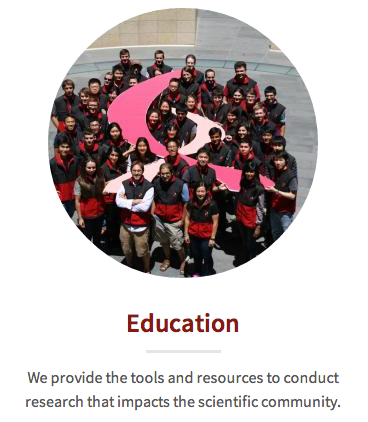 Education
We provide the tools and resources to conduct
research that impacts the scientific community.